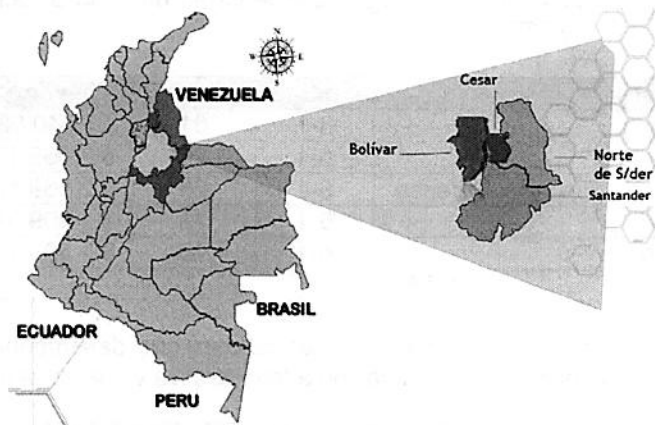 N
W
E
S
VENEZUELA
Cesar
Bolívar
Norte
de S/der
Santander
BRASIL
ECUADOR
PERU